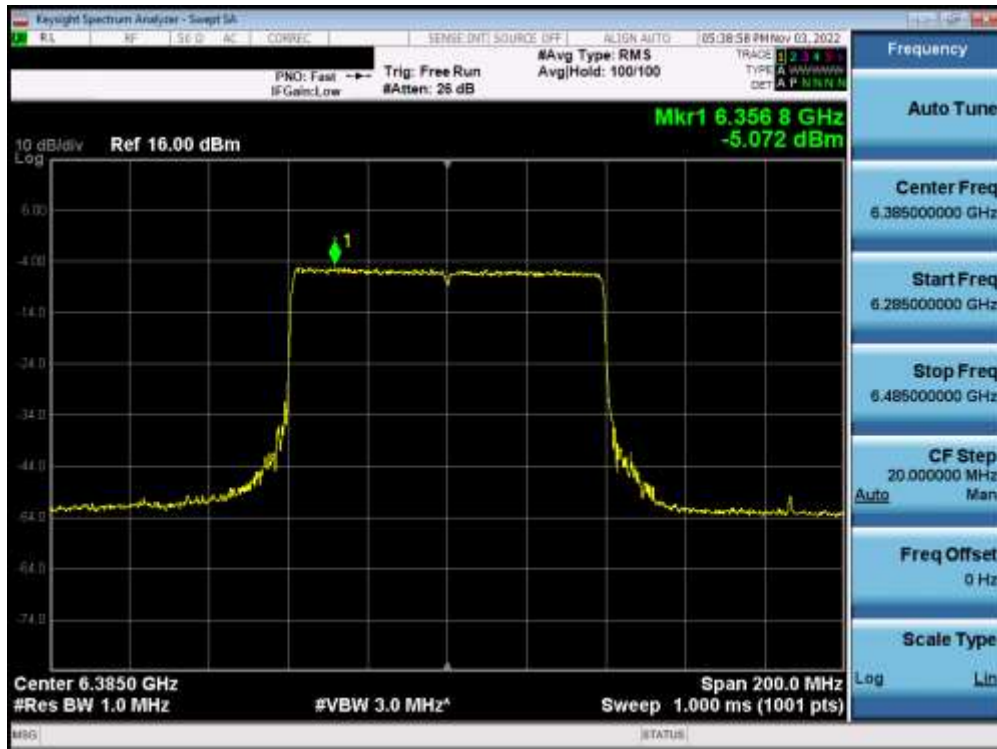 Keysight Spectrum Analyzer - Swept SA
RL RF 50 Ω AC CORREC SENSE:INT SOURCE OFF ALIGN AUTO 05:38:58 PM Nov 03, 2022
PNO: Fast Trig: Free Run #Avg Type: RMS TRACE 1 2 3 4 5 6
IFGain:Low #Atten: 26 dB Avg|Hold: 100/100 TYPE A WWWWW
DET A P N N N N
Mkr1 6.356 8 GHz
-5.072 dBm
10 dB/div Ref 16.00 dBm
Log
1
6.00
-4.00
-14.0
-24.0
-34.0
-44.0
-54.0
-64.0
-74.0
Center 6.3850 GHz Span 200.0 MHz
#Res BW 1.0 MHz #VBW 3.0 MHz* Sweep 1.000 ms (1001 pts)
MSG STATUS
Frequency
Auto Tune
Center Freq
6.385000000 GHz
Start Freq
6.285000000 GHz
Stop Freq
6.485000000 GHz
CF Step
20.000000 MHz
Auto Man
Freq Offset
0 Hz
Scale Type
Log Lin